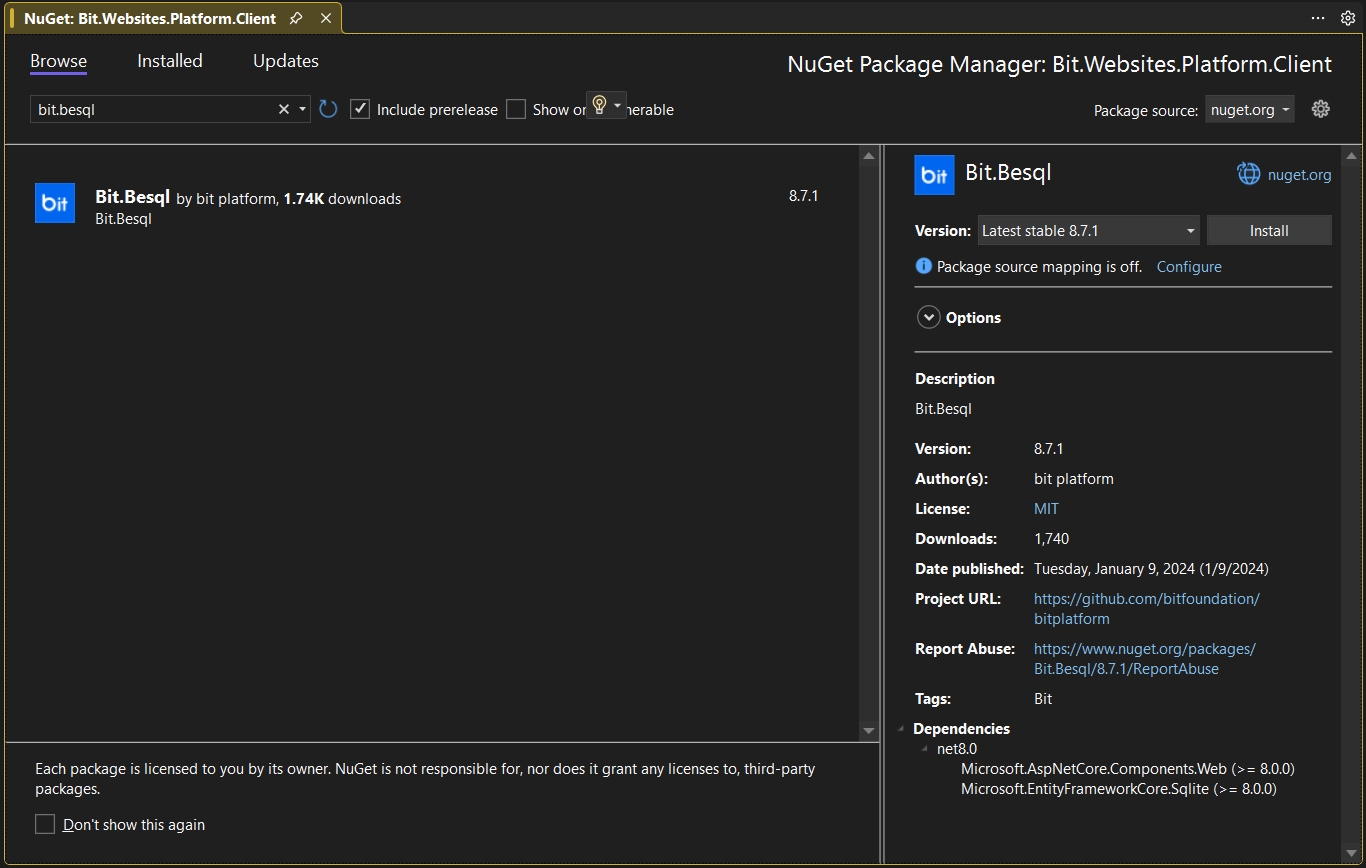 NuGet: Bit.Websites.Platform.Client
Browse
Installed
Updates
NuGet Package Manager: Bit.Websites.Platform.Client
bit.besql
Include prerelease
Show
Package source:
nuget.org
bit
Bit.Besql by bit platform, 1.74K downloads
8.7.1
Bit.Besql
Each package is licensed to you by its owner. NuGet is not responsible for, nor does it grant any licenses to, third-party
packages.
Don't show this again
bit
Bit.Besql
nuget.org
Version:
Latest stable 8.7.1
Install
Package source mapping is off. Configure
Options
Description
Bit.Besql
Version: 8.7.1
Author(s): bit platform
License: MIT
Downloads: 1,740
Date published: Tuesday, January 9, 2024 (1/9/2024)
Project URL: https://github.com/bitfoundation/
bitplatform
Report Abuse: https://www.nuget.org/packages/
Bit.Besql/8.7.1/ReportAbuse
Tags: Bit
Dependencies
net8.0
Microsoft.AspNetCore.Components.Web (>= 8.0.0)
Microsoft.EntityFrameworkCore.Sqlite (>= 8.0.0)